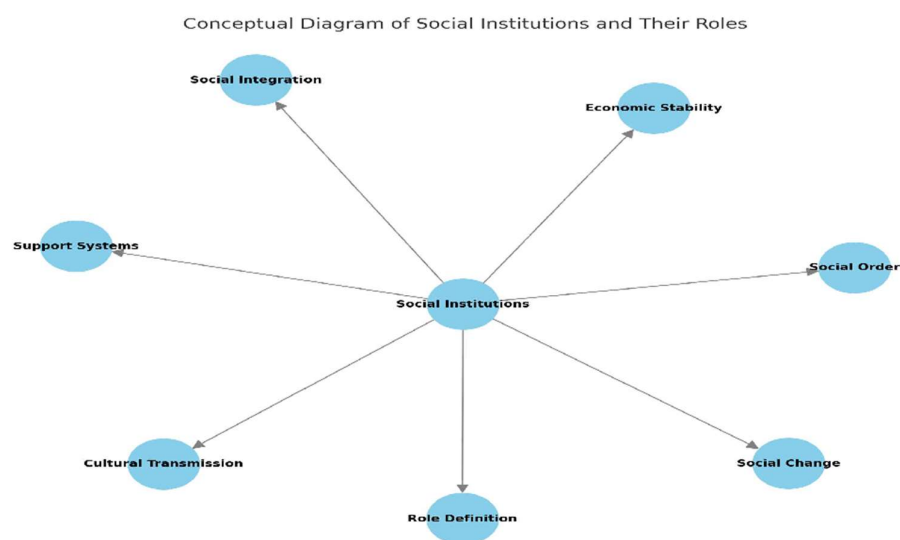 Conceptual Diagram of Social Institutions and Their Roles
Social Integration
Economic Stability
Support Systems
Social Order
Social Institutions
Cultural Transmission
Social Change
Role Definition